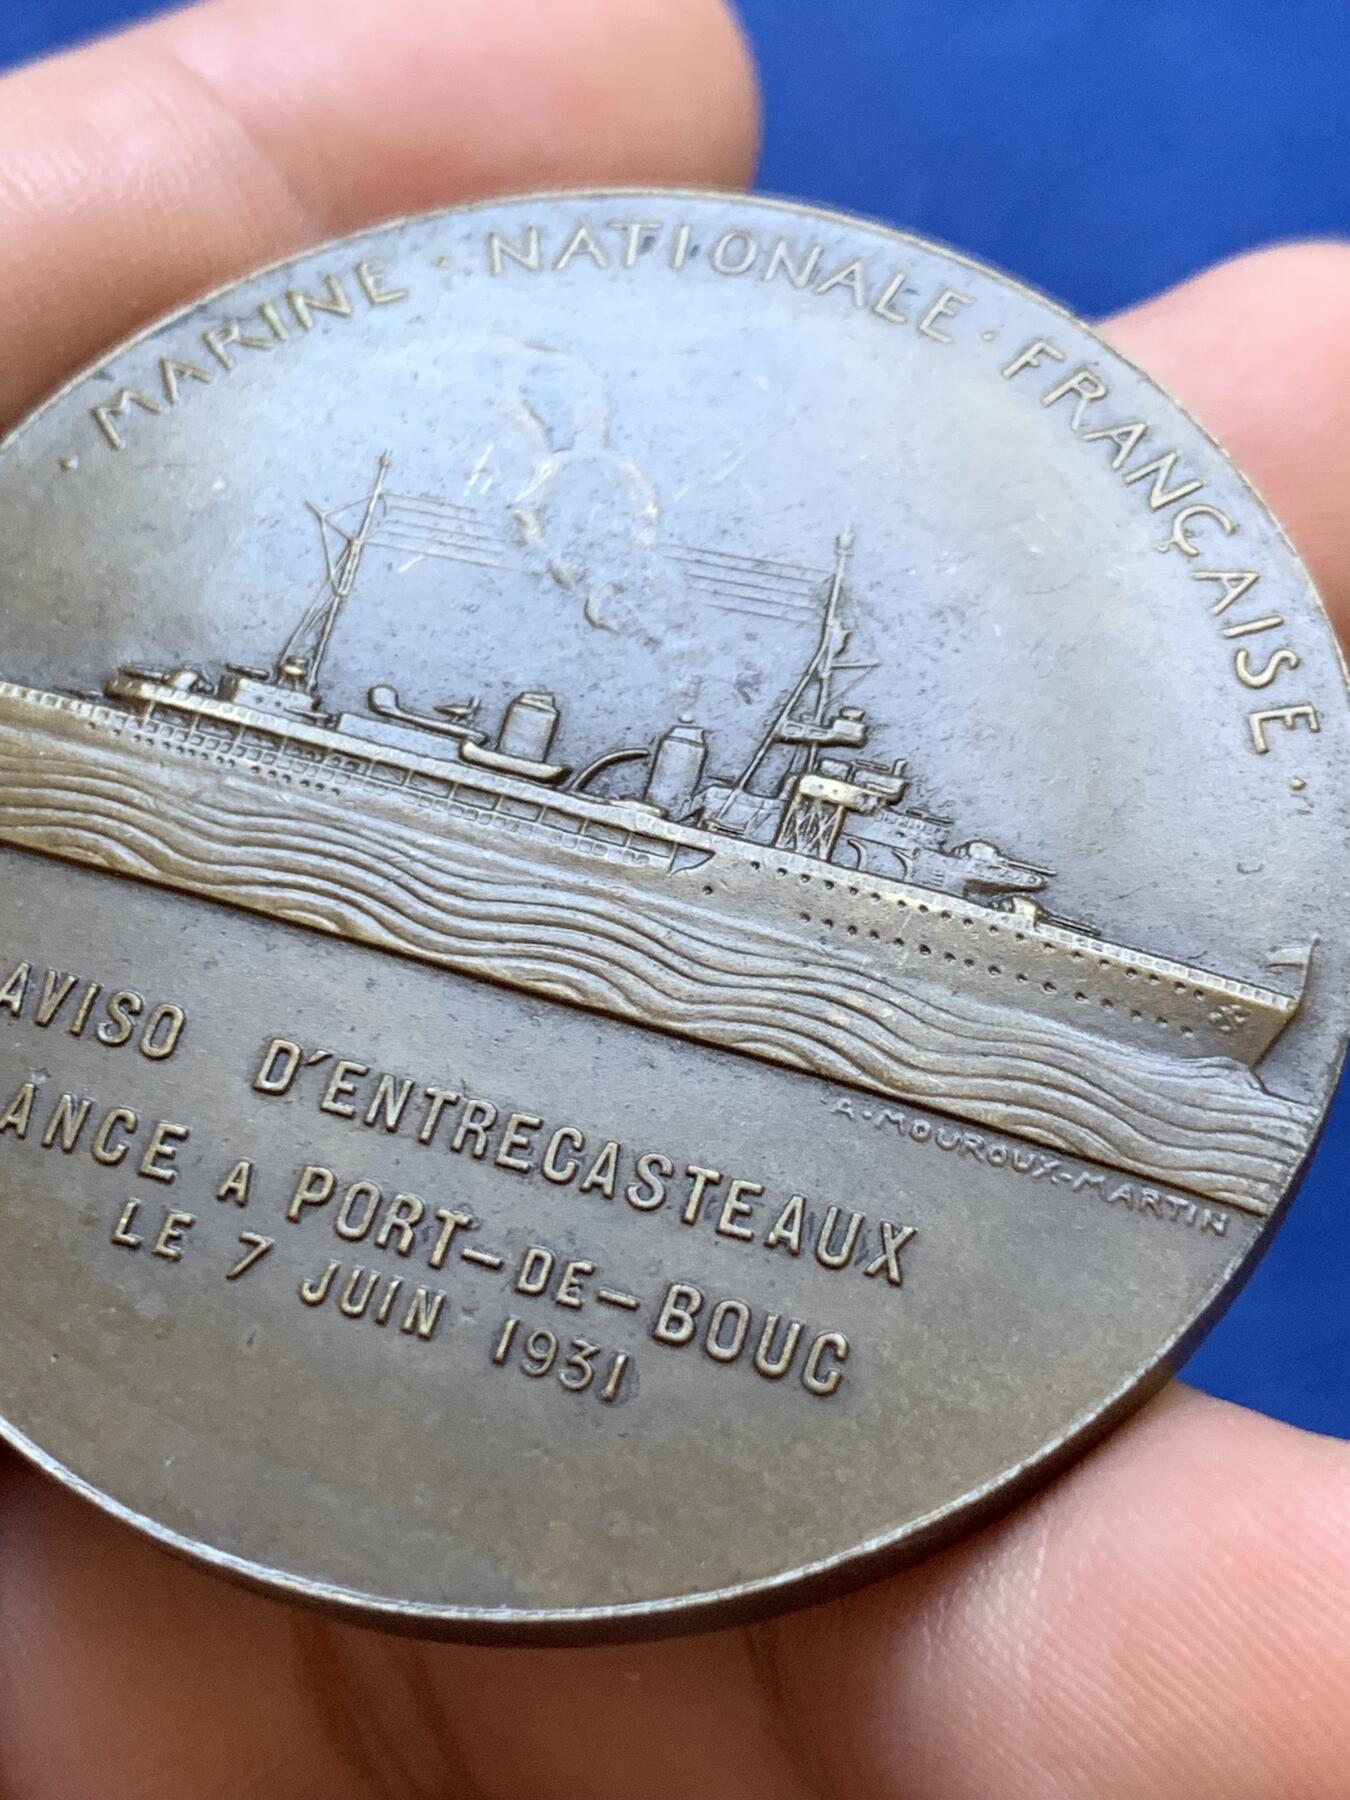 · MARINE · NATIONALE · FRANÇAISE ·
A·MOUROUX-MARTIN
AVISO D'ENTRECASTEAUX
ANCE A PORT-DE-BOUC
LE 7 JUIN 1931